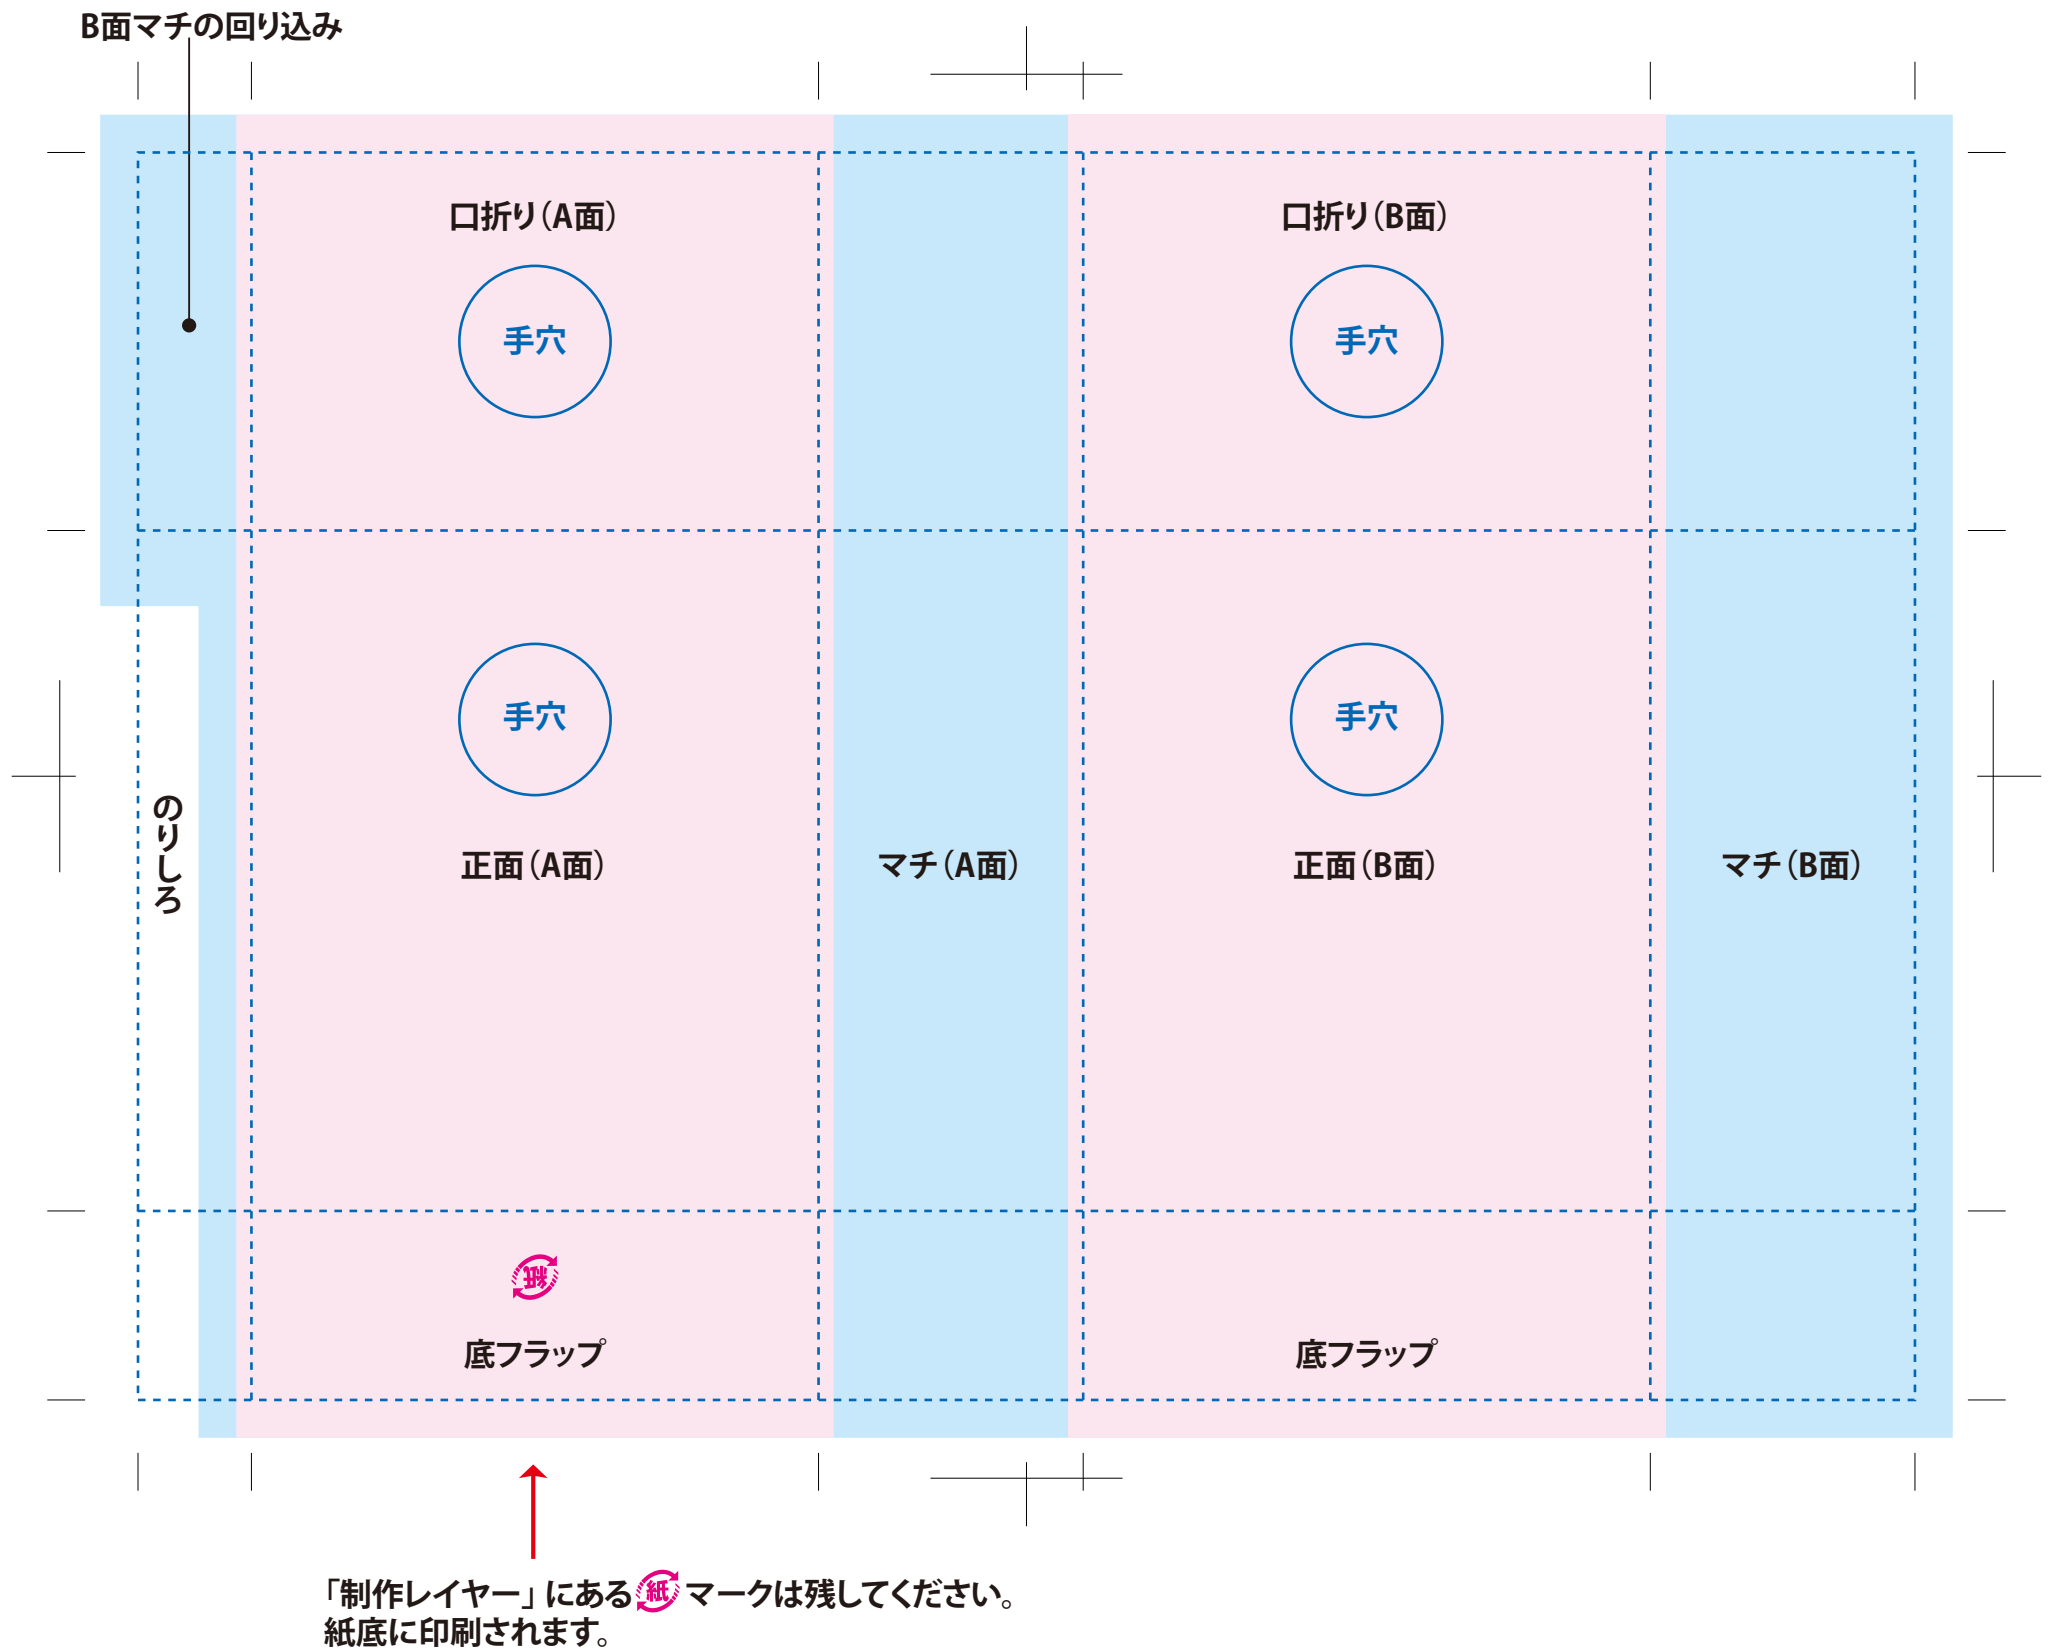 B面マチの回り込み
口折り（A面）
口折り（B面）
手穴
手穴
手穴
手穴
のりしろ
正面（A面）
マチ（A面）
正面（B面）
マチ（B面）
紙
底フラップ
底フラップ
「制作レイヤー」にある紙マークは残してください。
紙底に印刷されます。